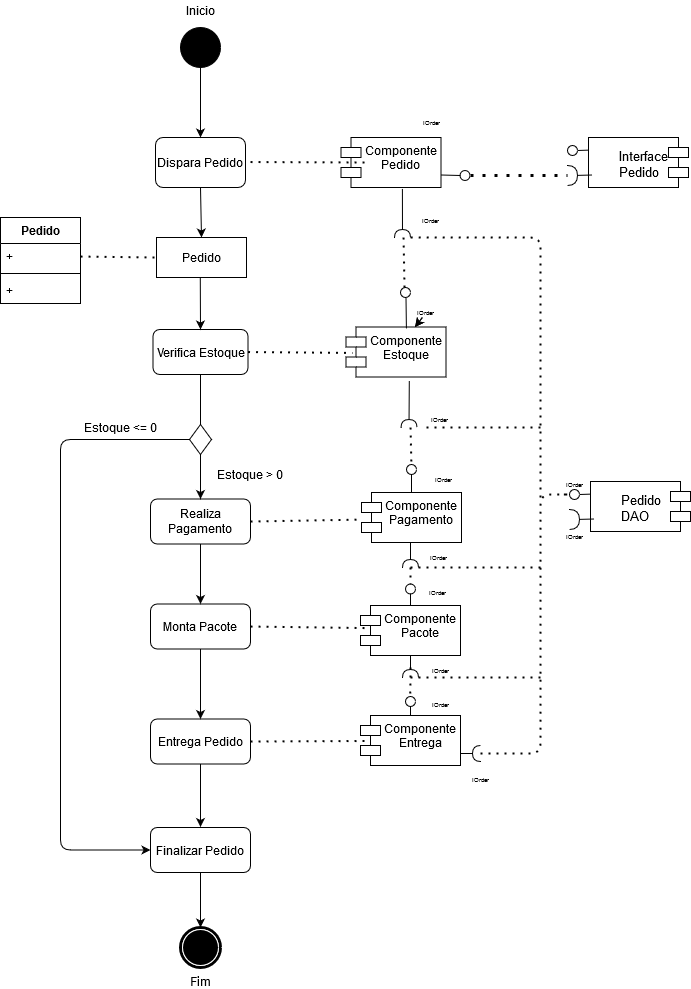 Inicio
IOrder
Dispara Pedido
Componente
Pedido
Interface
Pedido
IOrder
Pedido
+
+
Pedido
IOrder
Verifica Estoque
Componente
Estoque
IOrder
Estoque <= 0
Estoque > 0
IOrder
IOrder
Realiza
Pagamento
Componente
Pagamento
Pedido
DAO
IOrder
IOrder
IOrder
Monta Pacote
Componente
Pacote
IOrder
IOrder
Entrega Pedido
Componente
Entrega
IOrder
Finalizar Pedido
Fim